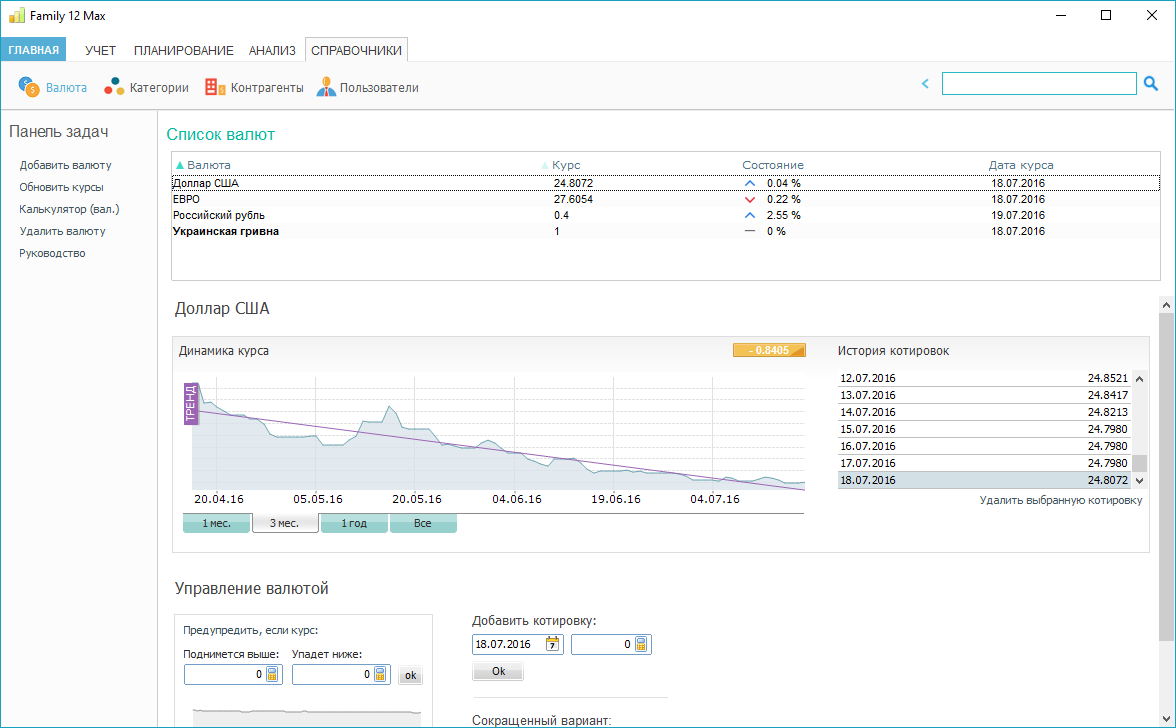 Family 12 Max
ГЛАВНАЯ УЧЕТ ПЛАНИРОВАНИЕ АНАЛИЗ СПРАВОЧНИКИ
Валюта Категории Контрагенты Пользователи
Панель задач
Добавить валюту
Обновить курсы
Калькулятор (вал.)
Удалить валюту
Руководство
Список валют
Валюта Курс Состояние Дата курса
Доллар США 24.8072 0.04 % 18.07.2016
ЕВРО 27.6054 0.22 % 18.07.2016
Российский рубль 0.4 2.55 % 19.07.2016
Украинская гривна 1 0 % 18.07.2016
Доллар США
Динамика курса - 0.8405
ТРЕНД
20.04.16 05.05.16 20.05.16 04.06.16 19.06.16 04.07.16
1 мес. 3 мес. 1 год Все
История котировок
12.07.2016 24.8521
13.07.2016 24.8417
14.07.2016 24.8213
15.07.2016 24.7980
16.07.2016 24.7980
17.07.2016 24.7980
18.07.2016 24.8072
Удалить выбранную котировку
Управление валютой
Предупредить, если курс:
Поднимется выше: Упадет ниже:
0 0 ok
Добавить котировку:
18.07.2016 7 0
Ok
Сокращенный вариант: